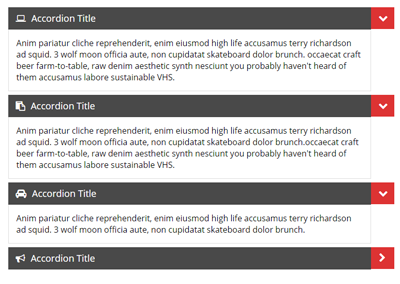 Accordion Title
Anim pariatur cliche reprehenderit, enim eiusmod high life accusamus terry richardson
ad squid. 3 wolf moon officia aute, non cupidatat skateboard dolor brunch. occaecat craft
beer farm-to-table, raw denim aesthetic synth nesciunt you probably haven't heard of
them accusamus labore sustainable VHS.
Accordion Title
Anim pariatur cliche reprehenderit, enim eiusmod high life accusamus terry richardson
ad squid. 3 wolf moon officia aute, non cupidatat skateboard dolor brunch.occaecat craft
beer farm-to-table, raw denim aesthetic synth nesciunt you probably haven't heard of
them accusamus labore sustainable VHS.
Accordion Title
Anim pariatur cliche reprehenderit, enim eiusmod high life accusamus terry richardson
ad squid. 3 wolf moon officia aute, non cupidatat skateboard dolor brunch.
Accordion Title